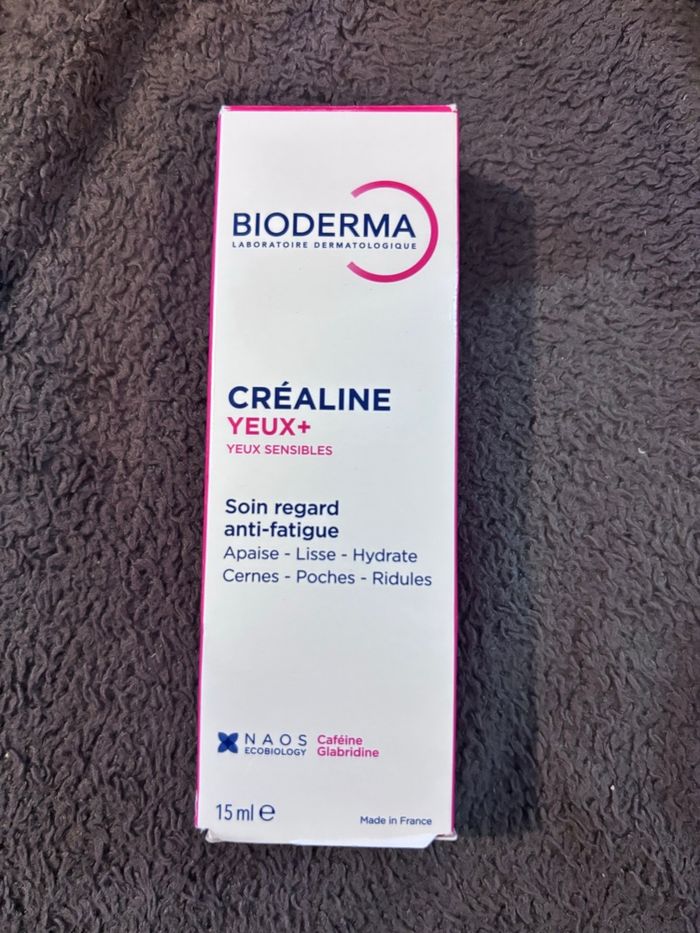 BIODERMA
LABORATOIRE DERMATOLOGIQUE
CRÉALINE
YEUX+
YEUX SENSIBLES
Soin regard
anti-fatigue
Apaise - Lisse - Hydrate
Cernes - Poches - Ridules
NAOS
ECOBIOLOGY
Caféine
Glabridine
15 ml ℮
Made in France